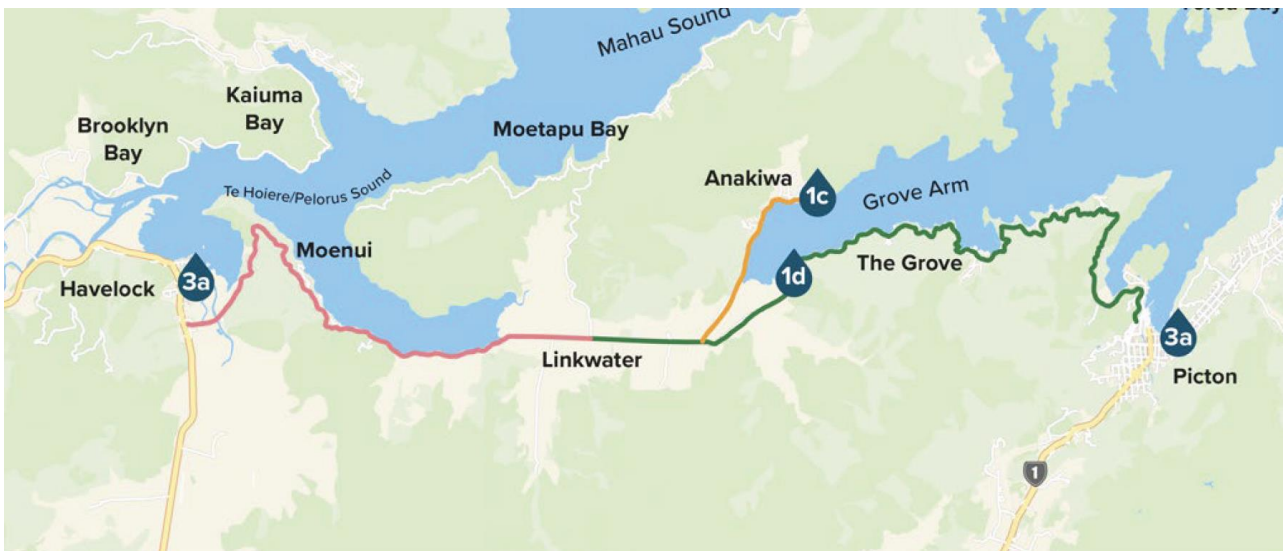 Mahau Sound
Kaiuma
Bay
Brooklyn
Bay
Moetapu Bay
Anakiwa
1c
Te Hoiere/Pelorus Sound
Grove Arm
Moenui
3a
Havelock
1d
The Grove
Linkwater
3a
Picton
1